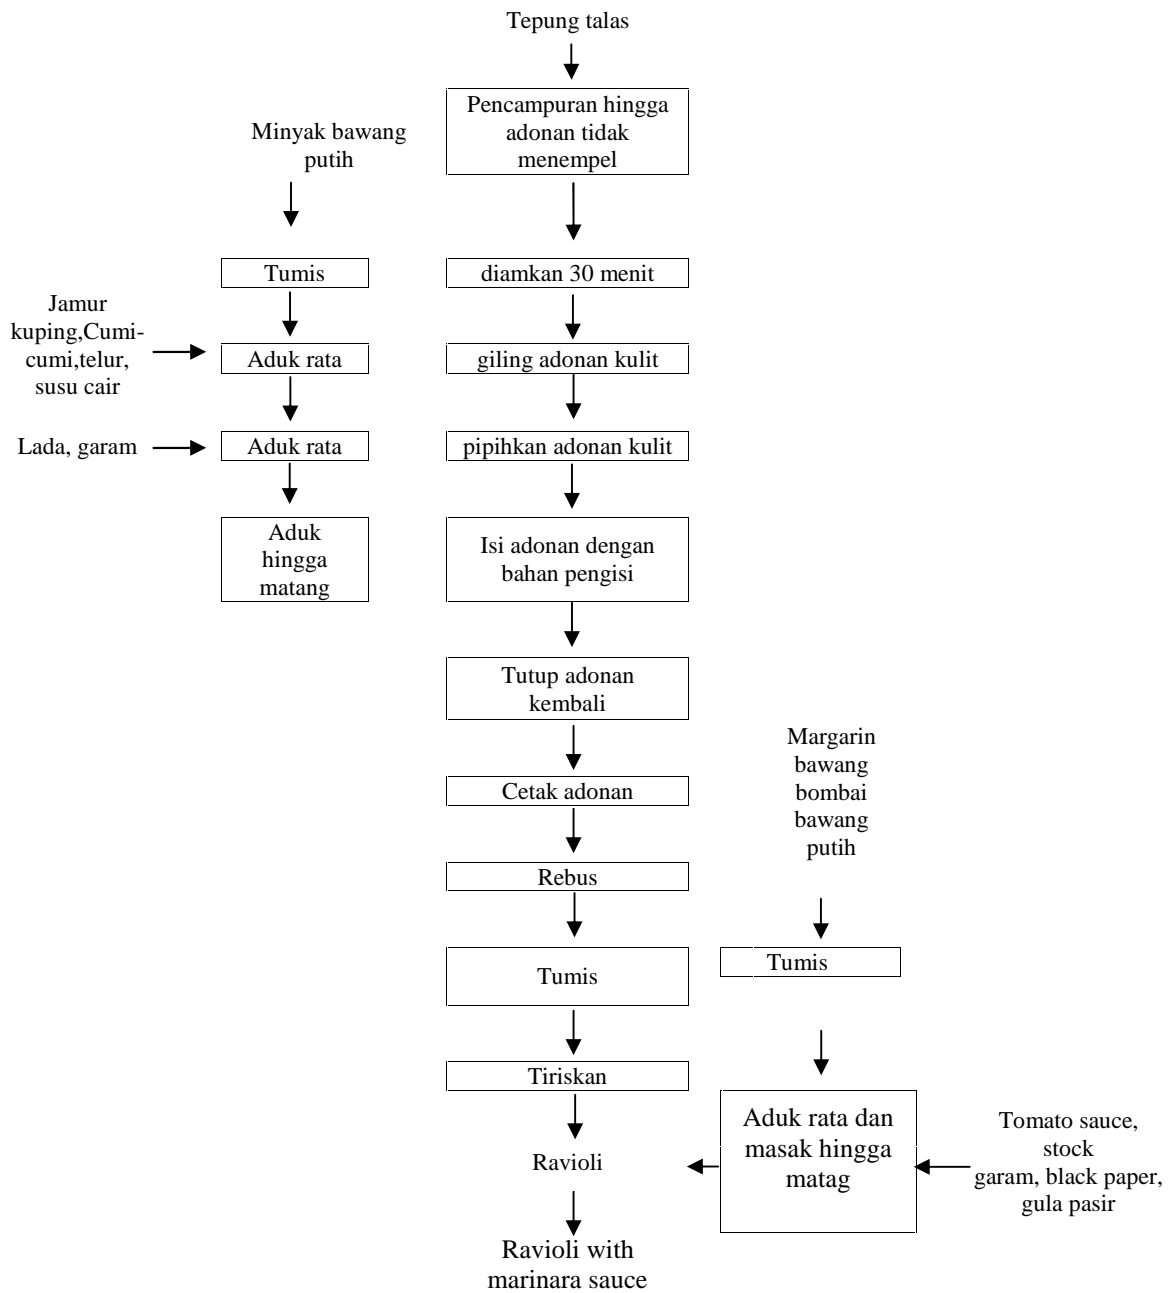 Tepung talas
Pencampuran hingga
adonan tidak
menempel
Minyak bawang
putih
Tumis
diamkan 30 menit
Jamur
kuping,Cumi-
cumi,telur,
susu cair
Aduk rata
giling adonan kulit
Lada, garam
Aduk rata
pipihkan adonan kulit
Aduk
hingga
matang
Isi adonan dengan
bahan pengisi
Tutup adonan
kembali
Margarin
bawang
bombai
bawang
putih
Cetak adonan
Rebus
Tumis
Tumis
Tiriskan
Aduk rata dan
masak hingga
matag
Tomato sauce,
stock
garam, black paper,
gula pasir
Ravioli
Ravioli with
marinara sauce